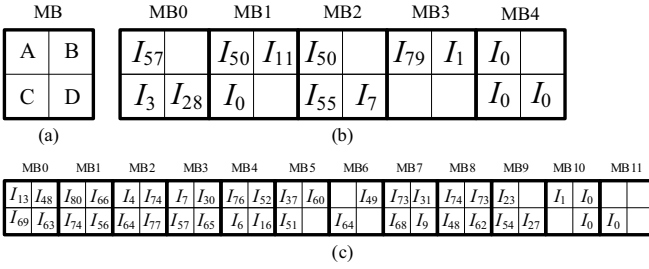 MB MB0 MB1 MB2 MB3 MB4
A B I57 I50 I11 I50 I79 I1 I0
C D I3 I28 I0 I55 I7 I0 I0
(a) (b)
MB0 MB1 MB2 MB3 MB4 MB5 MB6 MB7 MB8 MB9 MB10 MB11
I13 I48 I80 I66 I4 I74 I7 I30 I76 I52 I37 I60 I49 I73 I31 I74 I73 I23 I1 I0
I69 I63 I74 I56 I64 I77 I57 I65 I6 I16 I51 I64 I68 I9 I48 I62 I54 I27 I0 I0
(c)